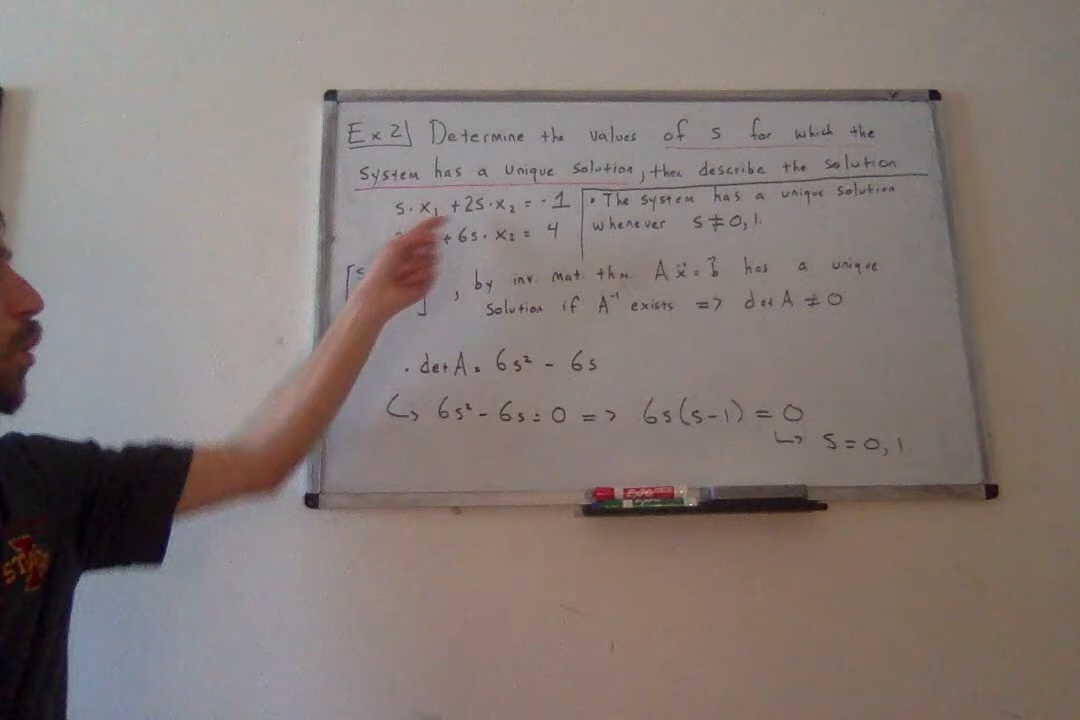 Ex 2] Determine the values of s for which the
system has a unique solution, then describe the solution
s·x₁ + 2s·x₂ = -1
+ 6s·x₂ = 4
• The system has a unique solution
whenever s ≠ 0, 1.
, by inv. mat. thm A x⃗ = b⃗ has a unique
solution if A⁻¹ exists => det A ≠ 0
· det A = 6s² - 6s
↳ 6s² - 6s = 0 => 6s(s-1) = 0
↳ s = 0, 1.
EXPO